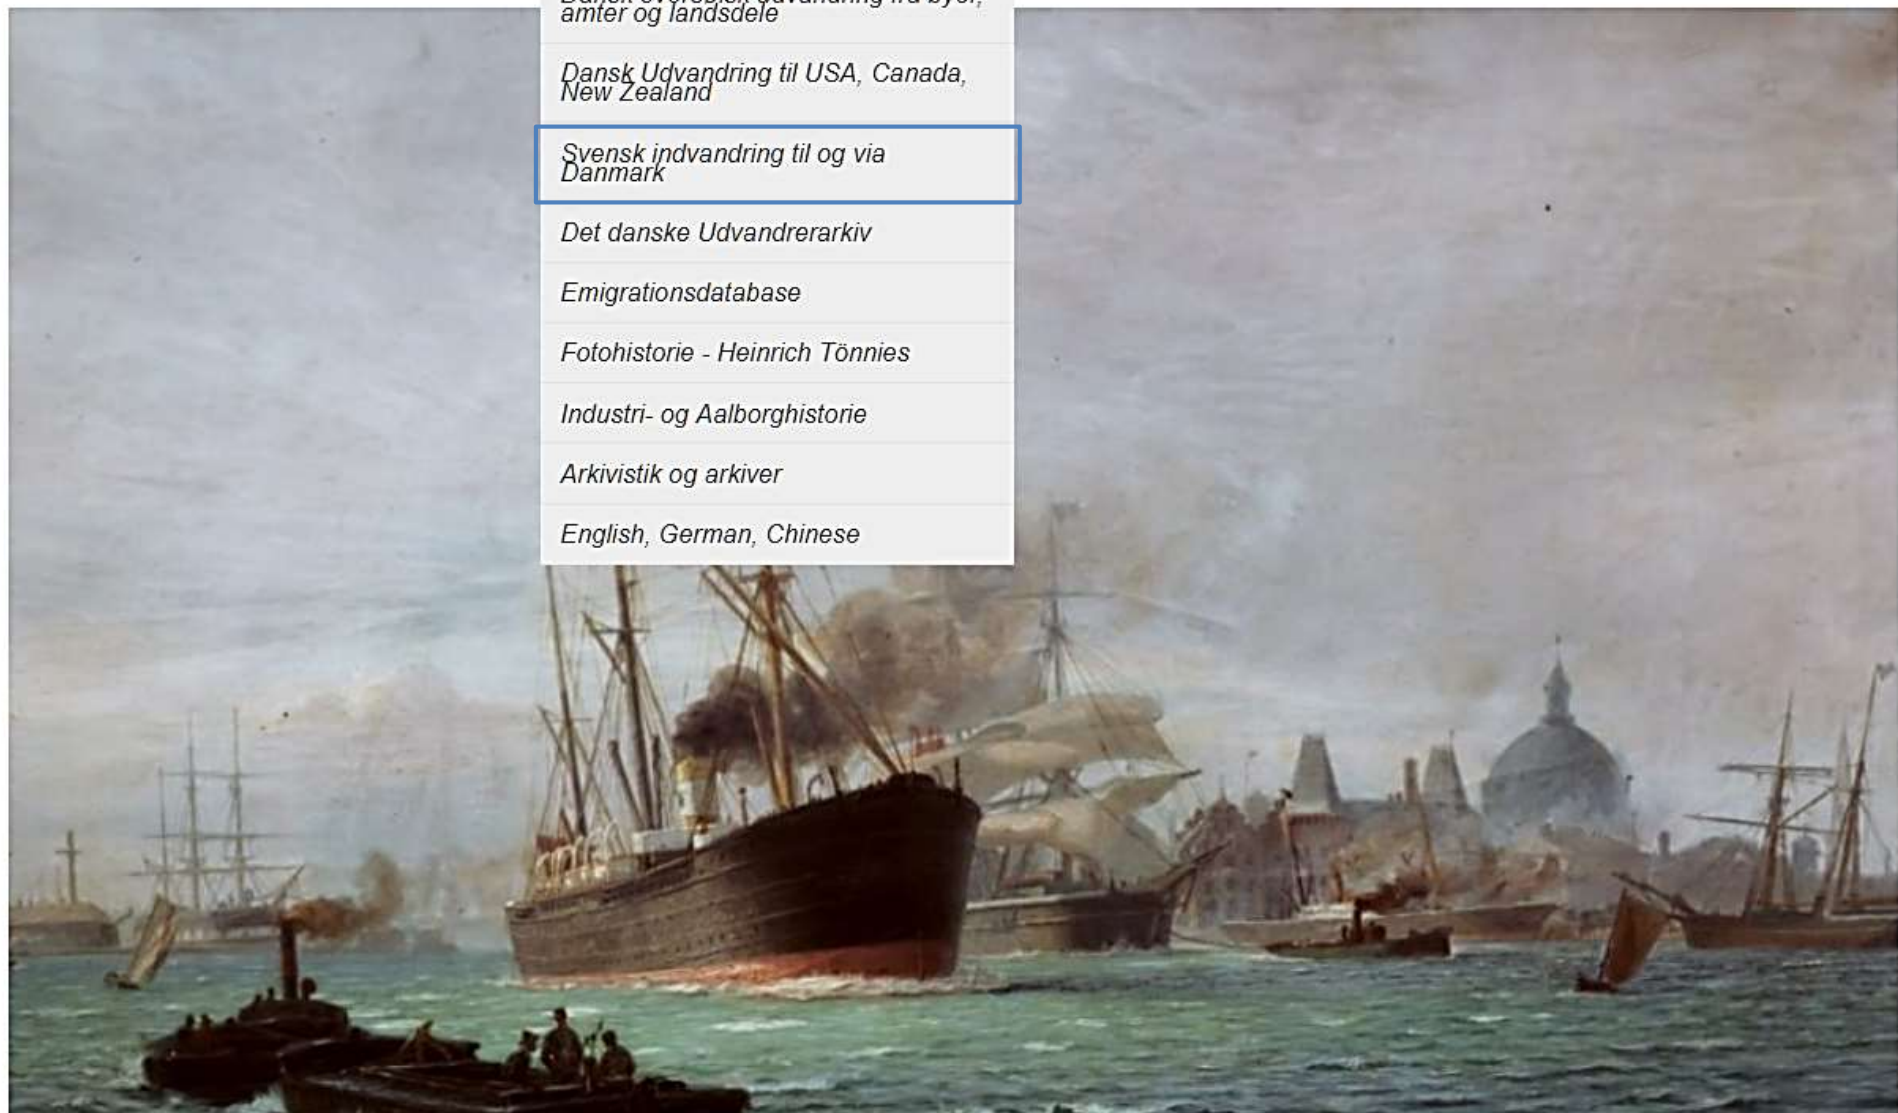 amter og landsdele
Dansk Udvandring til USA, Canada,
New Zealand
Svensk indvandring til og via
Danmark
Det danske Udvandrerarkiv
Emigrationsdatabase
Fotohistorie - Heinrich Tönnies
Industri- og Aalborghistorie
Arkivistik og arkiver
English, German, Chinese